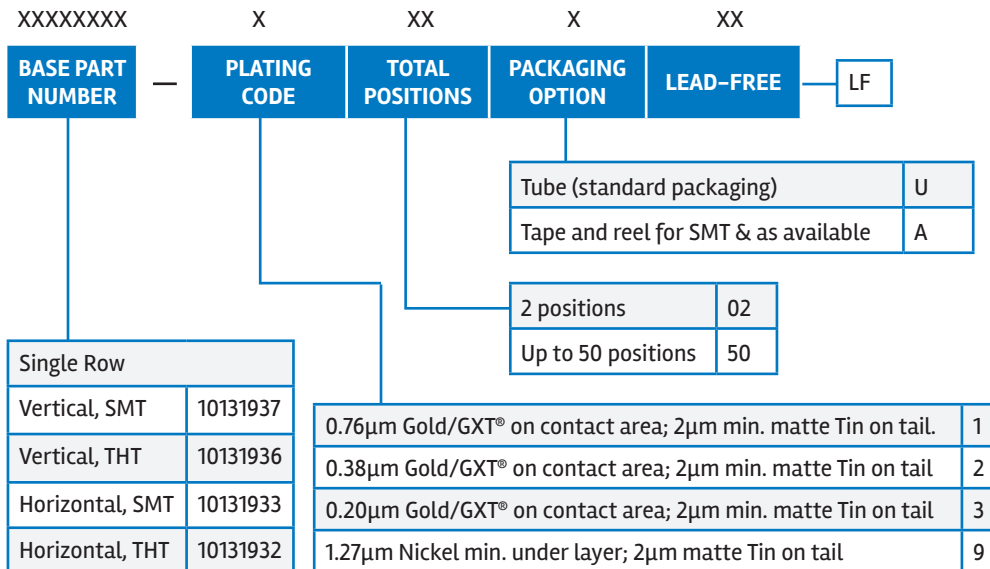 XXXXXXXX X XX X XX
BASE PART NUMBER — PLATING CODE TOTAL POSITIONS PACKAGING OPTION LEAD–FREE LF
Tube (standard packaging) U
Tape and reel for SMT & as available A
2 positions 02
Up to 50 positions 50
Single Row
Vertical, SMT 10131937
Vertical, THT 10131936
Horizontal, SMT 10131933
Horizontal, THT 10131932
0.76µm Gold/GXT® on contact area; 2µm min. matte Tin on tail. 1
0.38µm Gold/GXT® on contact area; 2µm min. matte Tin on tail 2
0.20µm Gold/GXT® on contact area; 2µm min. matte Tin on tail 3
1.27µm Nickel min. under layer; 2µm matte Tin on tail 9